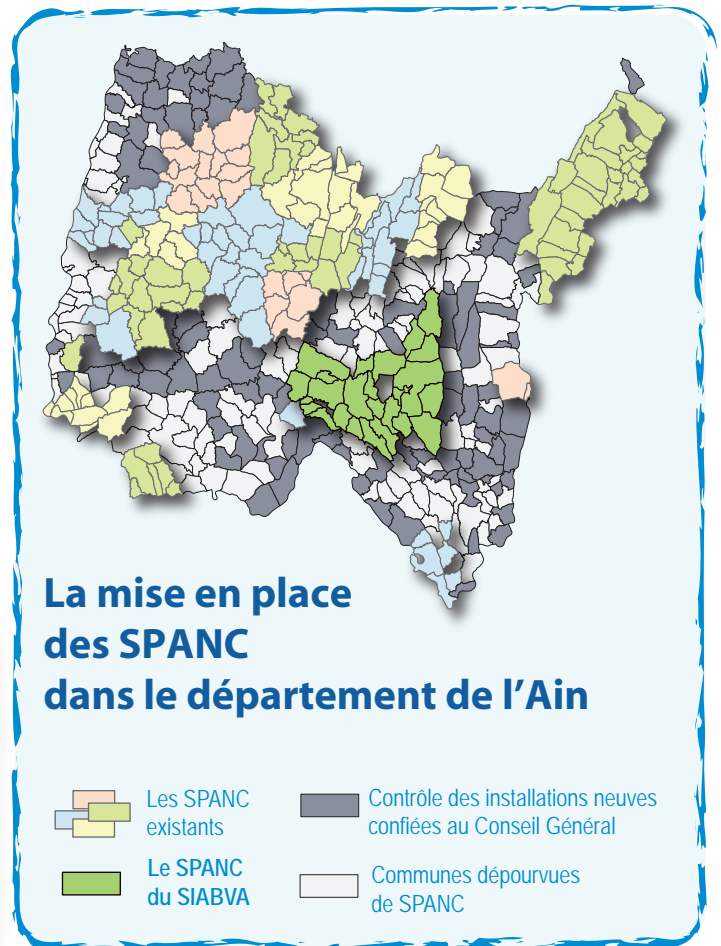 La mise en place
des SPANC
dans le département de l'Ain
Les SPANC
existants
Contrôle des installations neuves
confiées au Conseil Général
Le SPANC
du SIABVA
Communes dépourvues
de SPANC